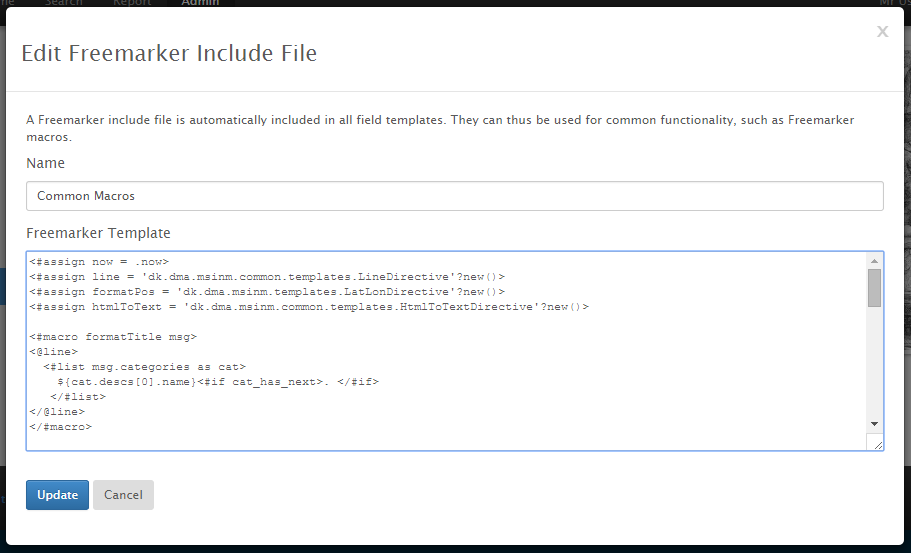 Search Report Admin
X
Edit Freemarker Include File
A Freemarker include file is automatically included in all field templates. They can thus be used for common functionality, such as Freemarker
macros.
Name
Common Macros
Freemarker Template
<#assign now = .now>
<#assign line = 'dk.dma.msinm.common.templates.LineDirective'?new()>
<#assign formatPos = 'dk.dma.msinm.templates.LatLonDirective'?new()>
<#assign htmlToText = 'dk.dma.msinm.common.templates.HtmlToTextDirective'?new()>
<#macro formatTitle msg>
<@line>
  <#list msg.categories as cat>
    ${cat.descs[0].name}<#if cat_has_next>. </#if>
   </#list>
</@line>
</#macro>
Update Cancel